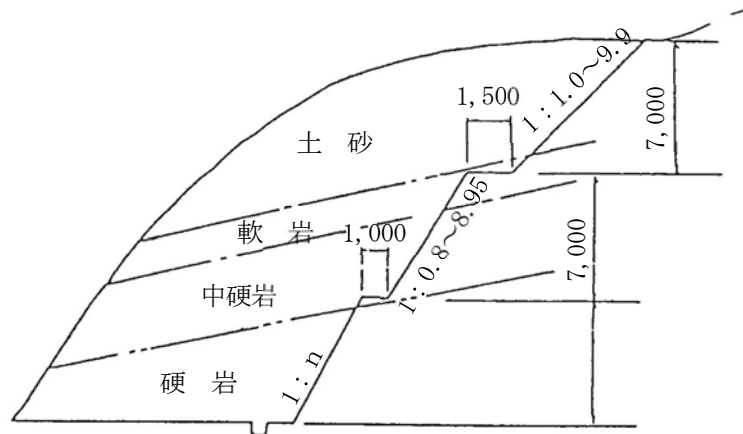 1:1.0~9.9
1,500
7,000
土 砂
1:0.8~8.95
軟 岩
1,000
7,000
中硬岩
1:n
硬 岩